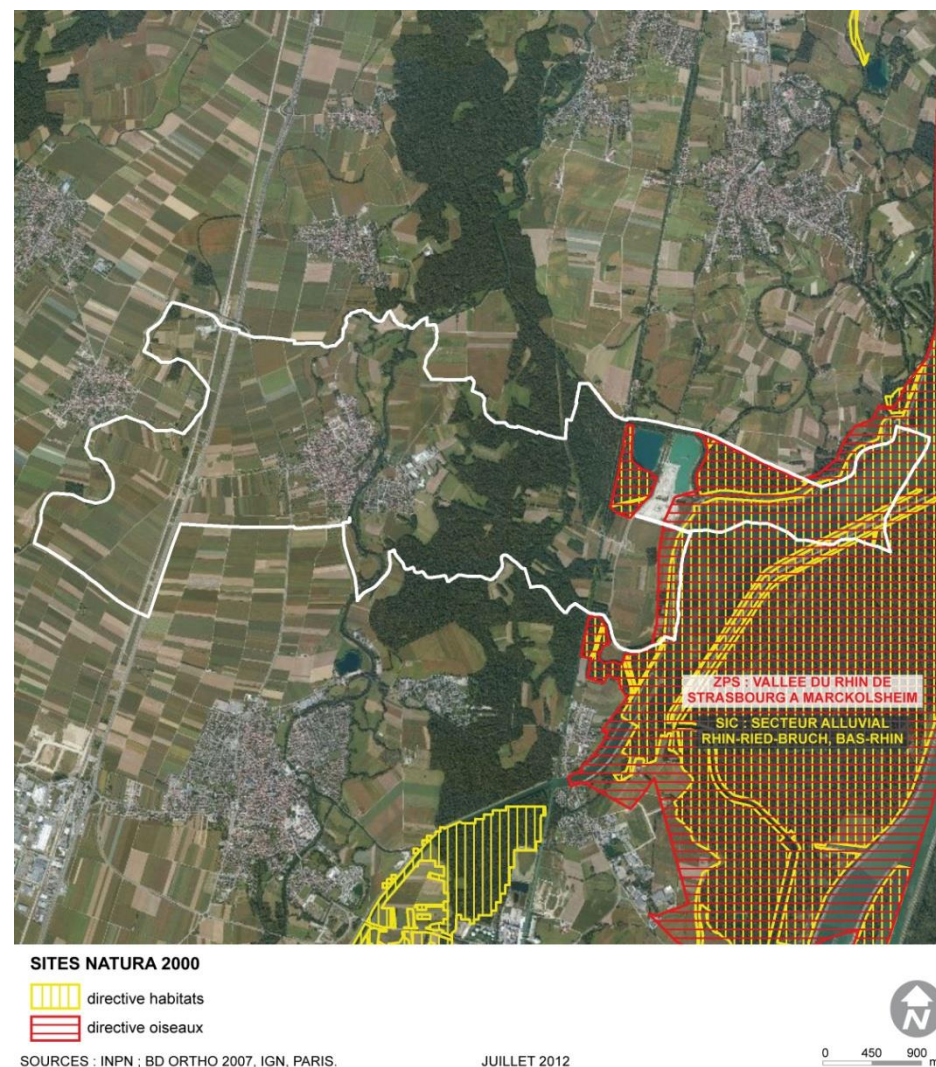 ZPS : VALLEE DU RHIN DE
STRASBOURG A MARCKOLSHEIM
SIC : SECTEUR ALLUVIAL
RHIN-RIED-BRUCH, BAS-RHIN
SITES NATURA 2000
directive habitats
directive oiseaux
N
SOURCES : INPN ; BD ORTHO 2007, IGN, PARIS.
JUILLET 2012
0 450 900
m